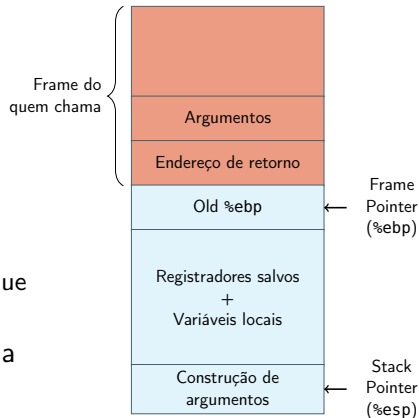 Frame do
quem chama
Argumentos
Endereço de retorno
Old %ebp
Frame
Pointer
(%ebp)
ue
Registradores salvos
+
Variáveis locais
a
Construção de
argumentos
Stack
Pointer
(%esp)